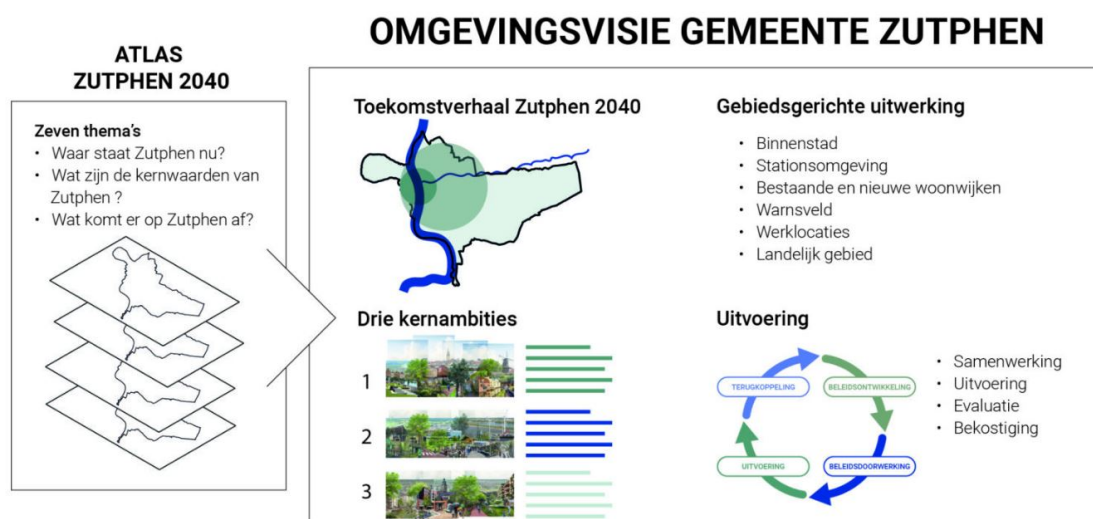 OMGEVINGSVISIE GEMEENTE ZUTPHEN
ATLAS
ZUTPHEN 2040
Zeven thema's
• Waar staat Zutphen nu?
• Wat zijn de kernwaarden van
Zutphen ?
• Wat komt er op Zutphen af?
Toekomstverhaal Zutphen 2040
Gebiedsgerichte uitwerking
• Binnenstad
• Stationsomgeving
• Bestaande en nieuwe woonwijken
• Warnsveld
• Werklocaties
• Landelijk gebied
Drie kernambities
1
2
3
Uitvoering
TERUGKOPPELING
BELEIDSONTWIKKELING
UITVOERING
BELEIDSDOORWERKING
• Samenwerking
• Uitvoering
• Evaluatie
• Bekostiging